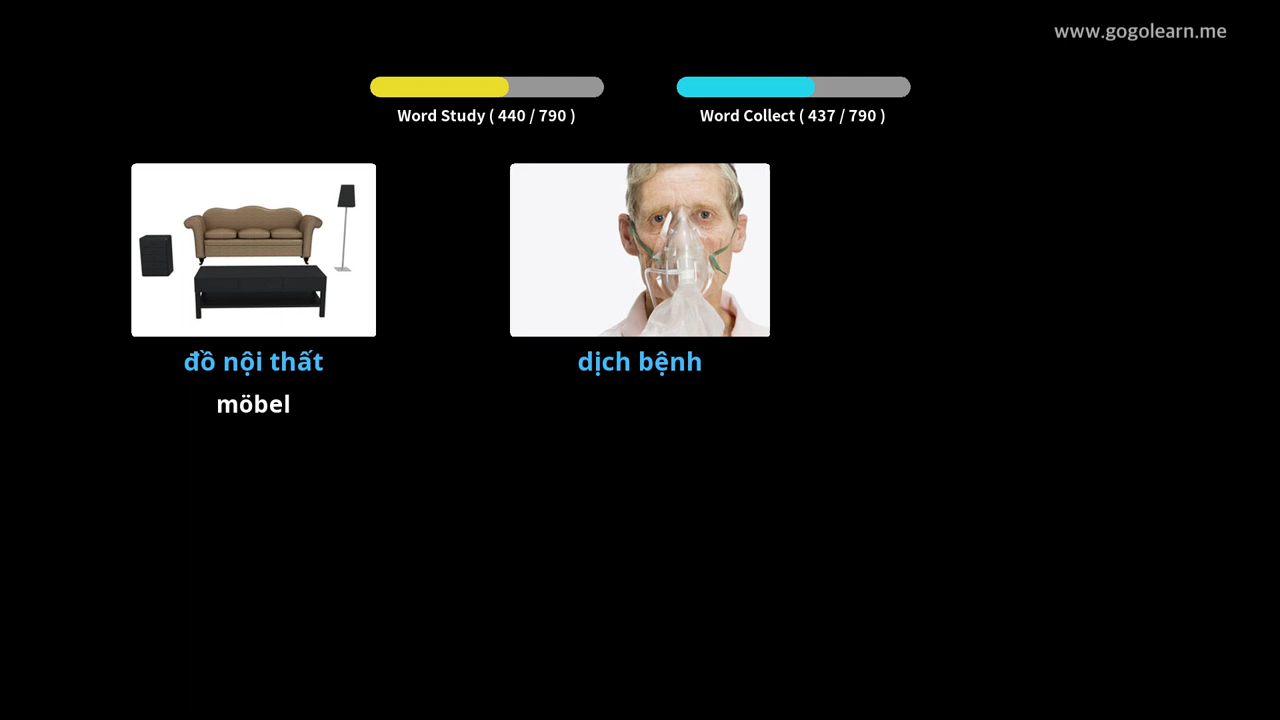 www.gogolearn.me
Word Study ( 440 / 790 )
Word Collect ( 437 / 790 )
đồ nội thất
möbel
dịch bệnh